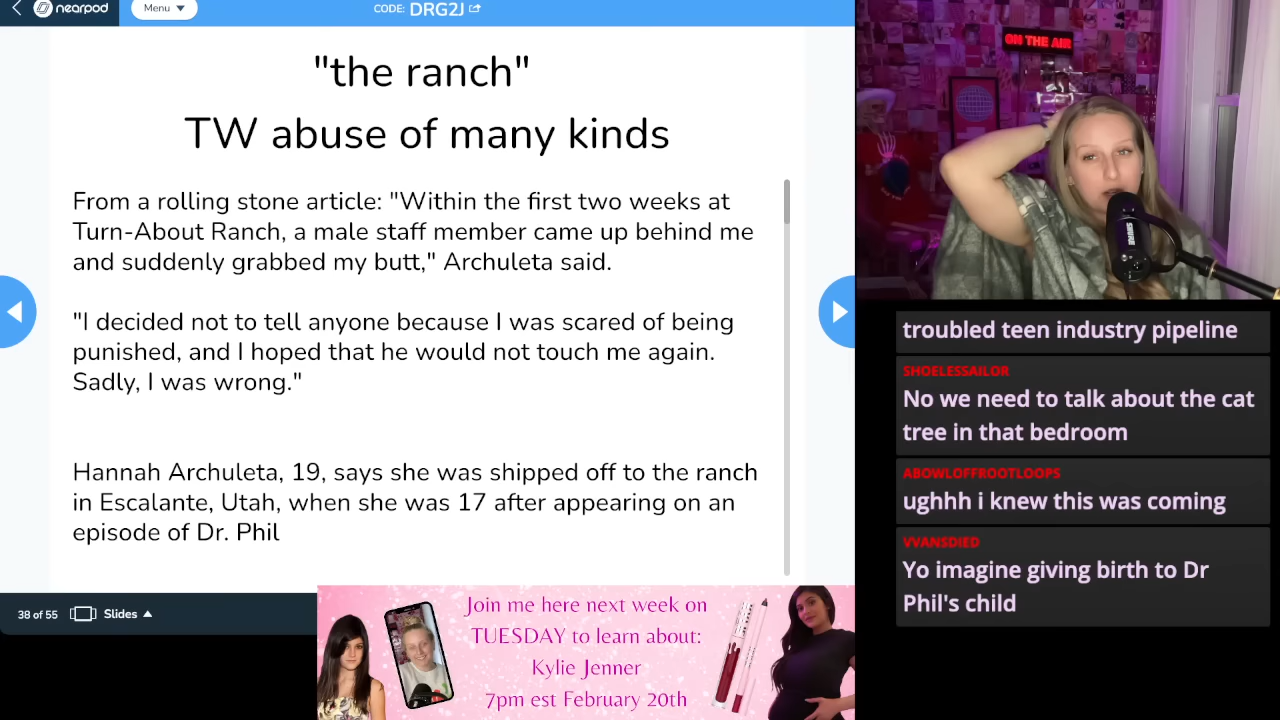 nearpod
Menu
CODE: DRG2J
ON THE AIR
"the ranch"
TW abuse of many kinds
From a rolling stone article: "Within the first two weeks at
Turn-About Ranch, a male staff member came up behind me
and suddenly grabbed my butt," Archuleta said.
"I decided not to tell anyone because I was scared of being
punished, and I hoped that he would not touch me again.
Sadly, I was wrong."
Hannah Archuleta, 19, says she was shipped off to the ranch
in Escalante, Utah, when she was 17 after appearing on an
episode of Dr. Phil
38 of 55
Slides
SHURE
troubled teen industry pipeline
SHOELESSAILOR
No we need to talk about the cat
tree in that bedroom
ABOWLOFFROOTLOOPS
ughhh i knew this was coming
VVANSDIED
Yo imagine giving birth to Dr
Phil's child
Join me here next week on
TUESDAY to learn about:
Kylie Jenner
7pm est February 20th